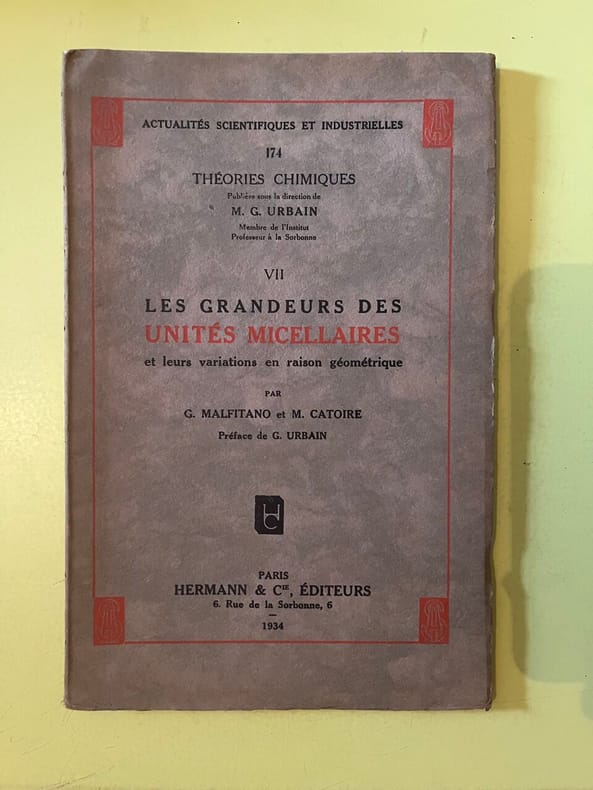 ACTUALITÉS SCIENTIFIQUES ET INDUSTRIELLES
174
THÉORIES CHIMIQUES
Publiére sous la direction de
M. G. URBAIN
Membre de l'Institut
Professeur à la Sorbonne
VII
LES GRANDEURS DES
UNITÉS MICELLAIRES
et leurs variations en raison géométrique
PAR
G. MALFITANO et M. CATOIRE
Préface de G. URBAIN
HC
PARIS
HERMANN & Cᴵᴱ, ÉDITEURS
6. Rue de la Sorbonne, 6
1934